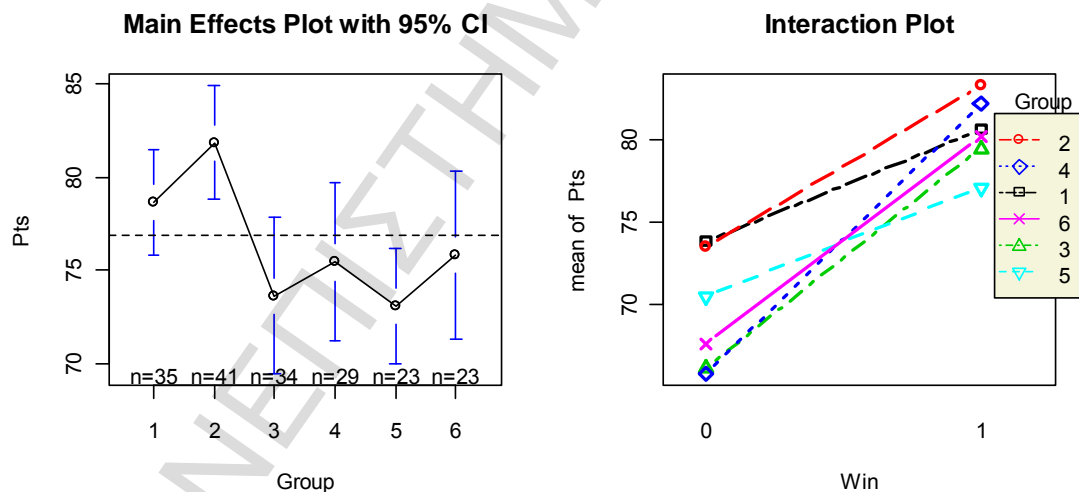 Main Effects Plot with 95% CI
Pts
85
80
75
70
n=35 n=41 n=34 n=29 n=23 n=23
1 2 3 4 5 6
Group
Interaction Plot
mean of Pts
80
75
70
Group
2
4
1
6
3
5
0 1
Win
ΝΕΠΙΣΤΗΜ